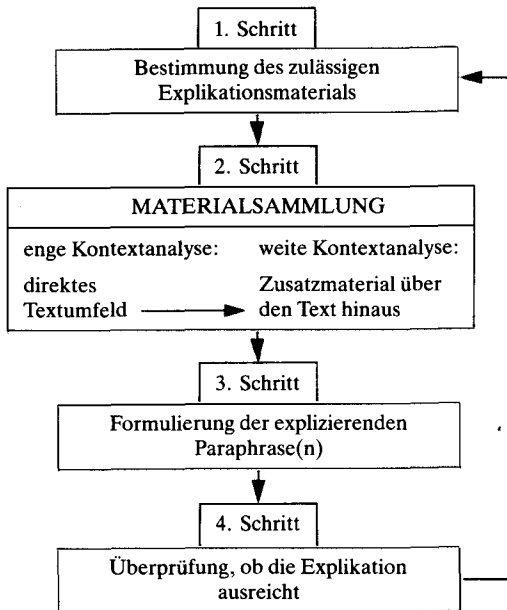 1. Schritt
Bestimmung des zulässigen
Explikationsmaterials
2. Schritt
MATERIALSAMMLUNG
enge Kontextanalyse: weite Kontextanalyse:
direktes Zusatzmaterial über
Textumfeld den Text hinaus
3. Schritt
Formulierung der explizierenden
Paraphrase(n)
4. Schritt
Überprüfung, ob die Explikation
ausreicht